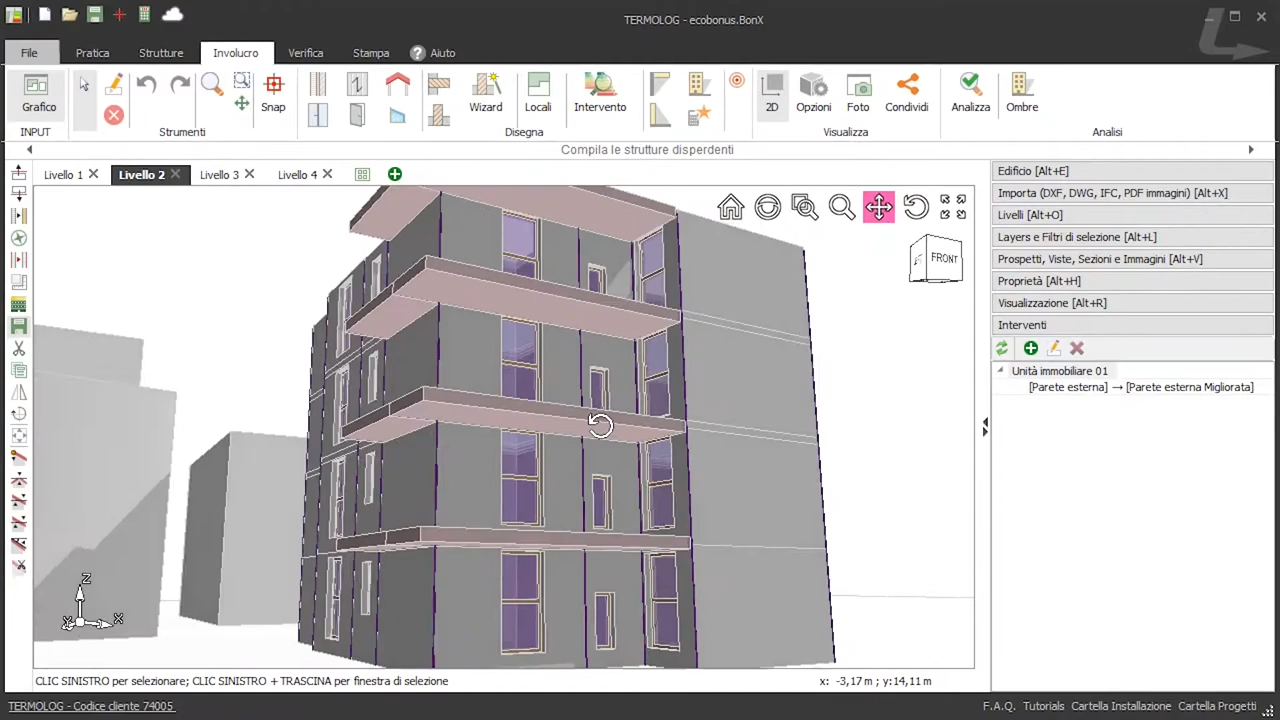 TERMOLOG - ecobonus.BonX
File Pratica Strutture Involucro Verifica Stampa Aiuto
Grafico Snap Wizard Locali Intervento 2D Opzioni Foto Condividi Analizza Ombre
INPUT Strumenti Disegna Visualizza Analisi
Compila le strutture disperdenti
Livello 1 Livello 2 Livello 3 Livello 4
Edificio [Alt+E]
Importa (DXF, DWG, IFC, PDF immagini) [Alt+X]
Livelli [Alt+O]
Layers e Filtri di selezione [Alt+L]
Prospetti, Viste, Sezioni e Immagini [Alt+V]
Proprietà [Alt+H]
Visualizzazione [Alt+R]
Interventi
Unità immobiliare 01
[Parete esterna] → [Parete esterna Migliorata]
FRONT
Z
Y X
CLIC SINISTRO per selezionare; CLIC SINISTRO + TRASCINA per finestra di selezione
x: -3,17 m ; y:14,11 m
TERMOLOG - Codice cliente 74005
F.A.Q. Tutorials Cartella Installazione Cartella Progetti